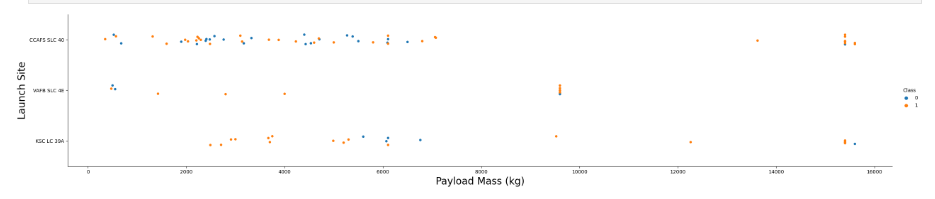 CCAFS SLC 40
VAFB SLC 4E
KSC LC 39A
Launch Site
0 2000 4000 6000 8000 10000 12000 14000 16000
Payload Mass (kg)
Class
0
1